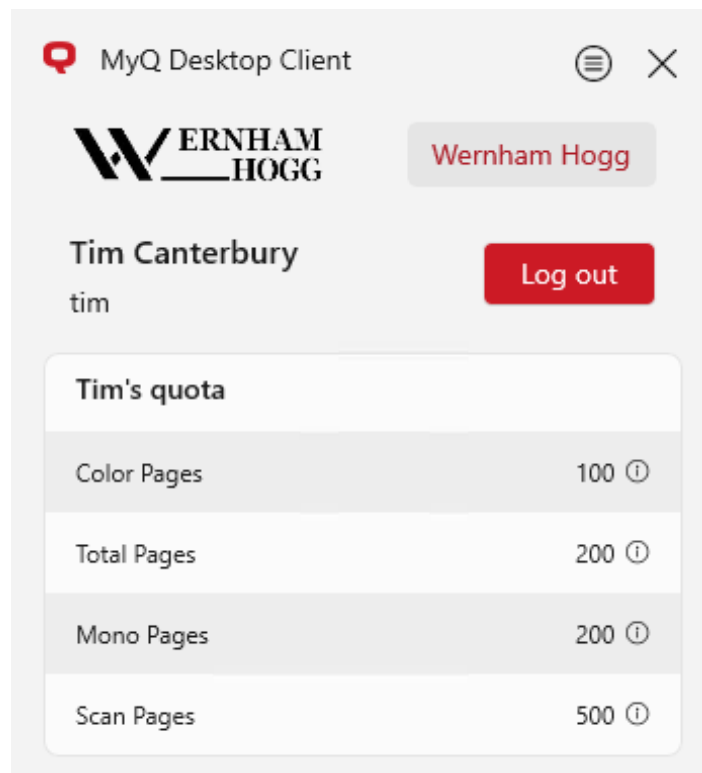 MyQ Desktop Client
WERNHAM
HOGG
Wernham Hogg
Tim Canterbury
Log out
tim
Tim's quota
Color Pages 100
Total Pages 200
Mono Pages 200
Scan Pages 500